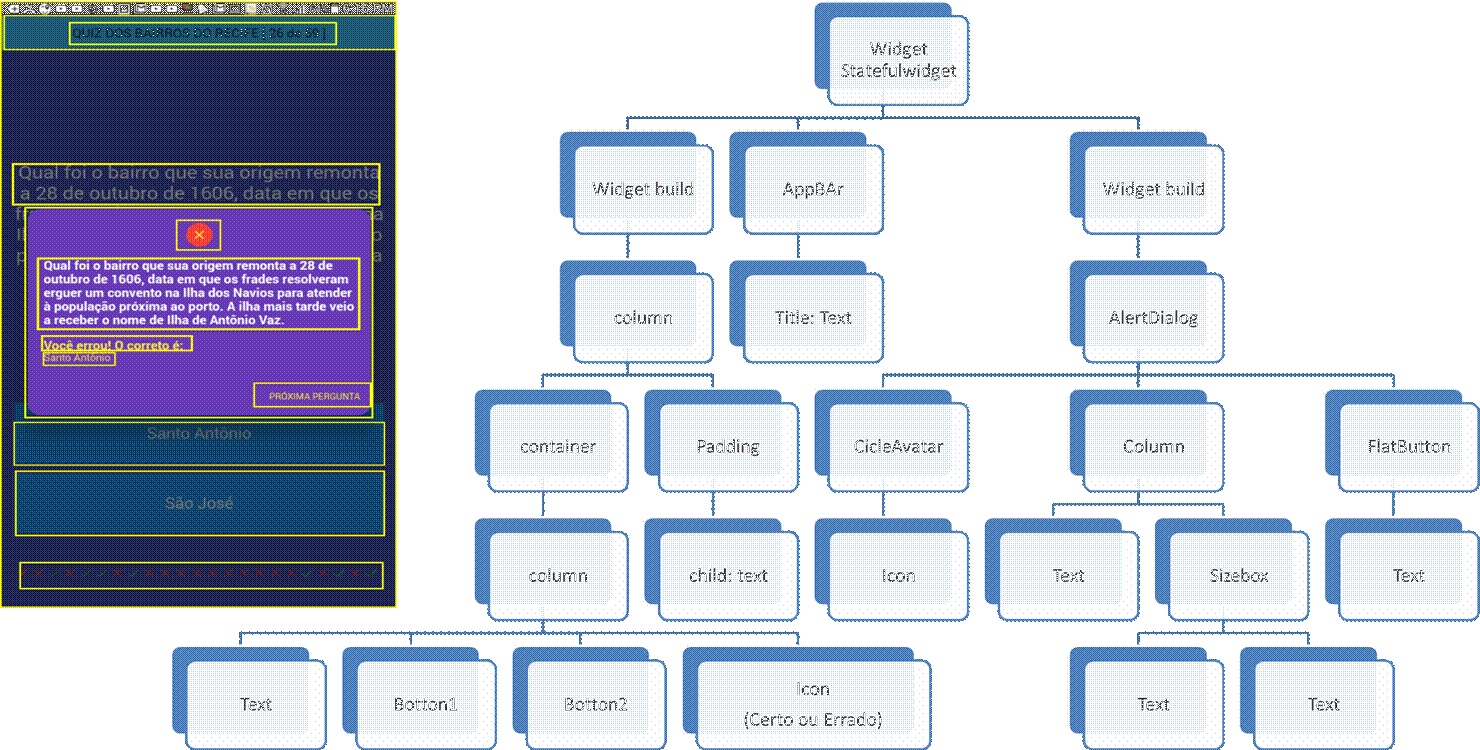 QUIZ DOS BAIRROS DO RECIFE [ 26 de 59 ]
Qual foi o bairro que sua origem remonta
a 28 de outubro de 1606, data em que os
Qual foi o bairro que sua origem remonta a 28 de
outubro de 1606, data em que os frades resolveram
erguer um convento na Ilha dos Navios para atender
à população próxima ao porto. A ilha mais tarde veio
a receber o nome de Ilha de Antônio Vaz.
Você errou! O correto é:
Santo Antônio
PRÓXIMA PERGUNTA
Santo Antônio
São José
Widget
Statefulwidget
Widget build
AppBAr
Widget build
column
Title: Text
AlertDialog
container
Padding
CicleAvatar
Column
FlatButton
column
child: text
Icon
Text
Sizebox
Text
Text
Botton1
Botton2
Icon
(Certo ou Errado)
Text
Text